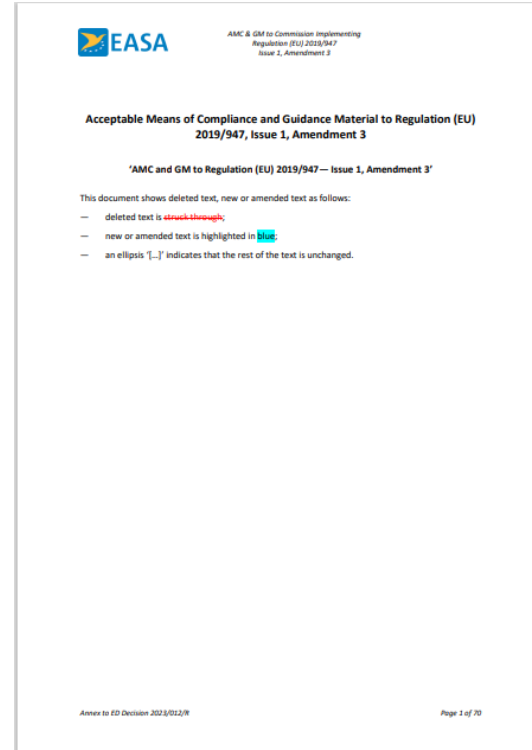 EASA
AMC & GM to Commission Implementing
Regulation (EU) 2019/947
Issue 1, Amendment 3
Acceptable Means of Compliance and Guidance Material to Regulation (EU)
2019/947, Issue 1, Amendment 3
‘AMC and GM to Regulation (EU) 2019/947— Issue 1, Amendment 3’
This document shows deleted text, new or amended text as follows:
— deleted text is struck through;
— new or amended text is highlighted in blue;
— an ellipsis ‘[…]’ indicates that the rest of the text is unchanged.
Annex to ED Decision 2023/012/R
Page 1 of 70